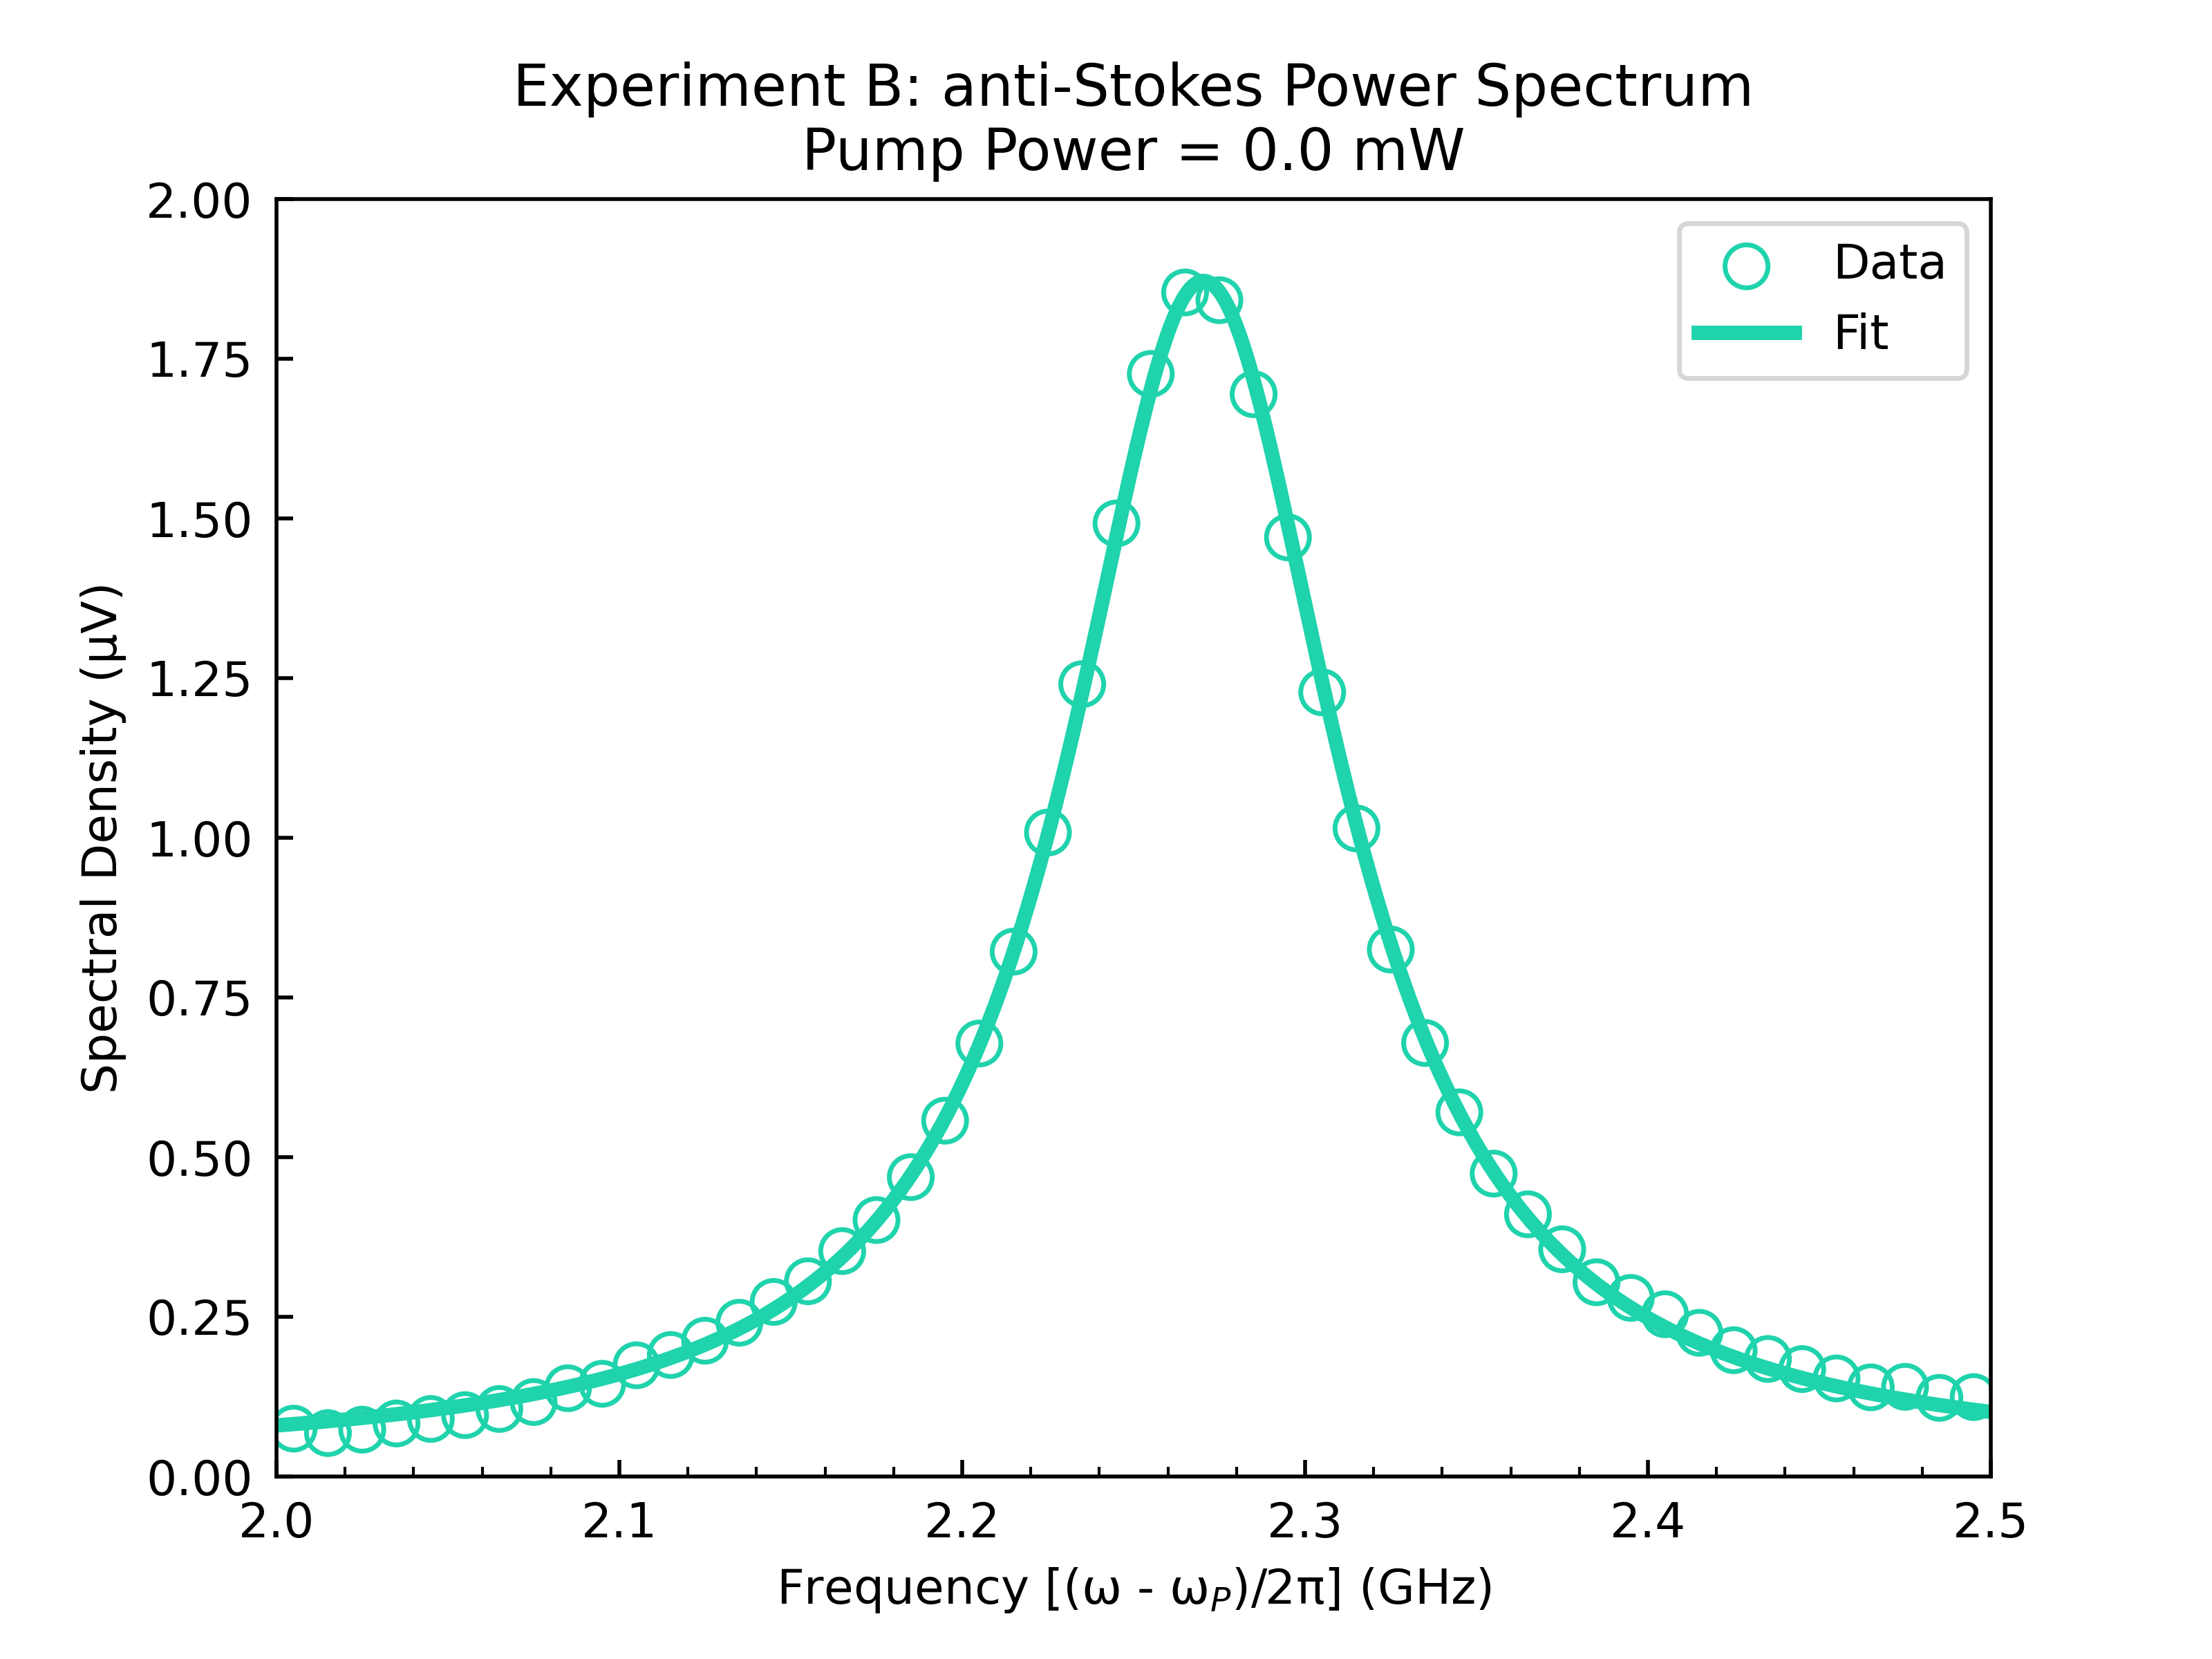 Experiment B: anti-Stokes Power Spectrum
Pump Power = 0.0 mW
Data
Fit
2.00
1.75
1.50
1.25
1.00
0.75
0.50
0.25
0.00
Spectral Density (μV)
2.0 2.1 2.2 2.3 2.4 2.5
Frequency [(ω - ω_P)/2π] (GHz)